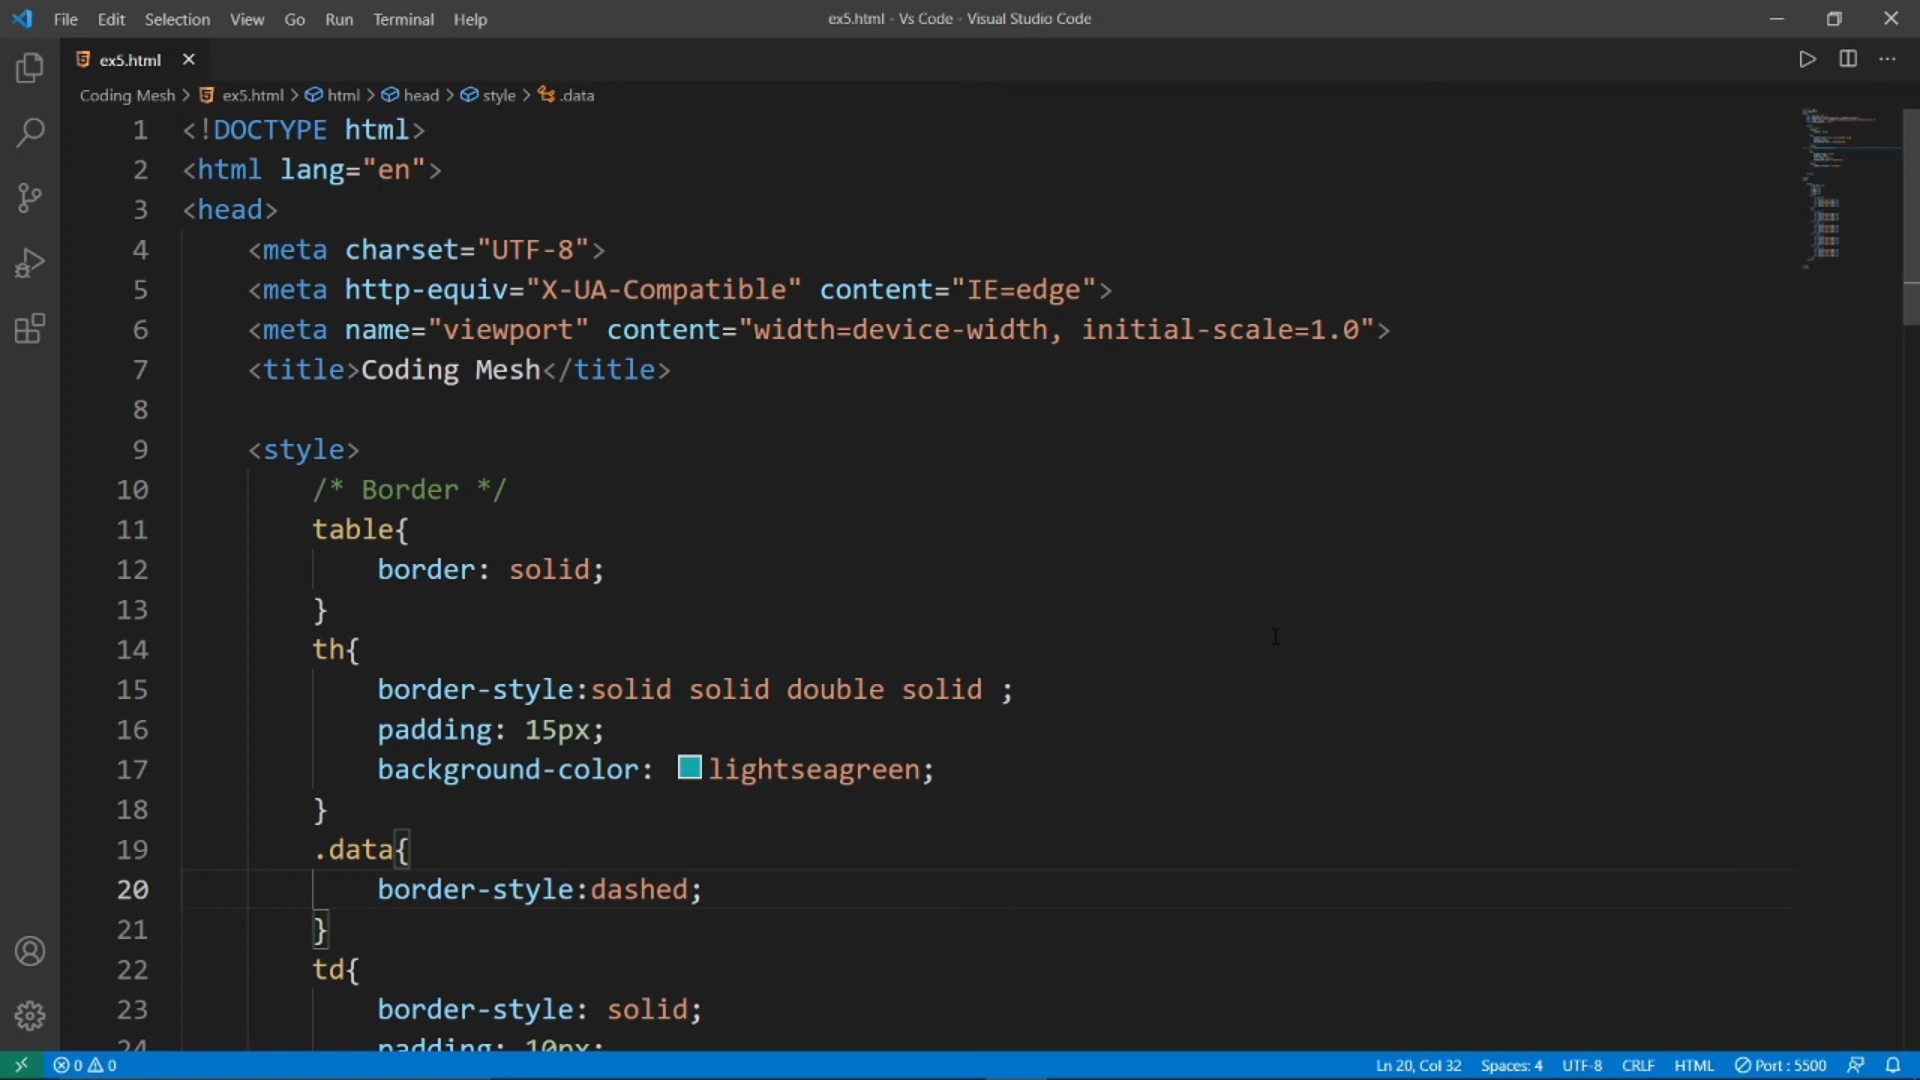 File Edit Selection View Go Run Terminal Help
ex5.html - Vs Code - Visual Studio Code
ex5.html
Coding Mesh > ex5.html > html > head > style > .data
1 <!DOCTYPE html>
2 <html lang="en">
3 <head>
4 <meta charset="UTF-8">
5 <meta http-equiv="X-UA-Compatible" content="IE=edge">
6 <meta name="viewport" content="width=device-width, initial-scale=1.0">
7 <title>Coding Mesh</title>
8
9 <style>
10 /* Border */
11 table{
12 border: solid;
13 }
14 th{
15 border-style:solid solid double solid ;
16 padding: 15px;
17 background-color: lightseagreen;
18 }
19 .data{
20 border-style:dashed;
21 }
22 td{
23 border-style: solid;
24 padding: 10px;
0 0 Ln 20, Col 32 Spaces: 4 UTF-8 CRLF HTML Port : 5500